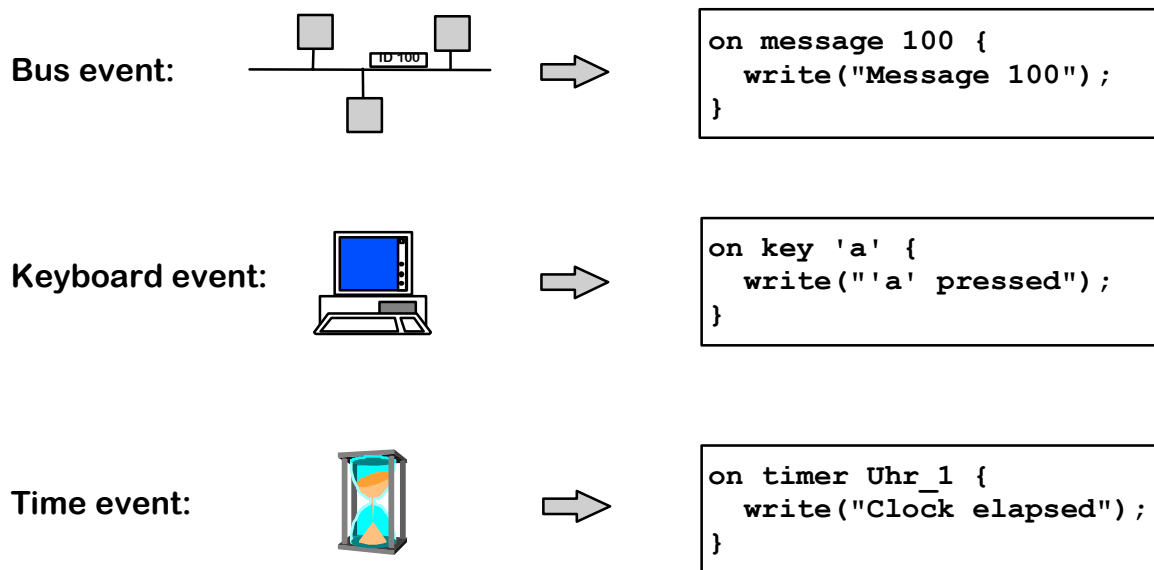 Bus event:
ID 100
on message 100 {
  write("Message 100");
}
Keyboard event:
on key 'a' {
  write("'a' pressed");
}
Time event:
on timer Uhr_1 {
  write("Clock elapsed");
}